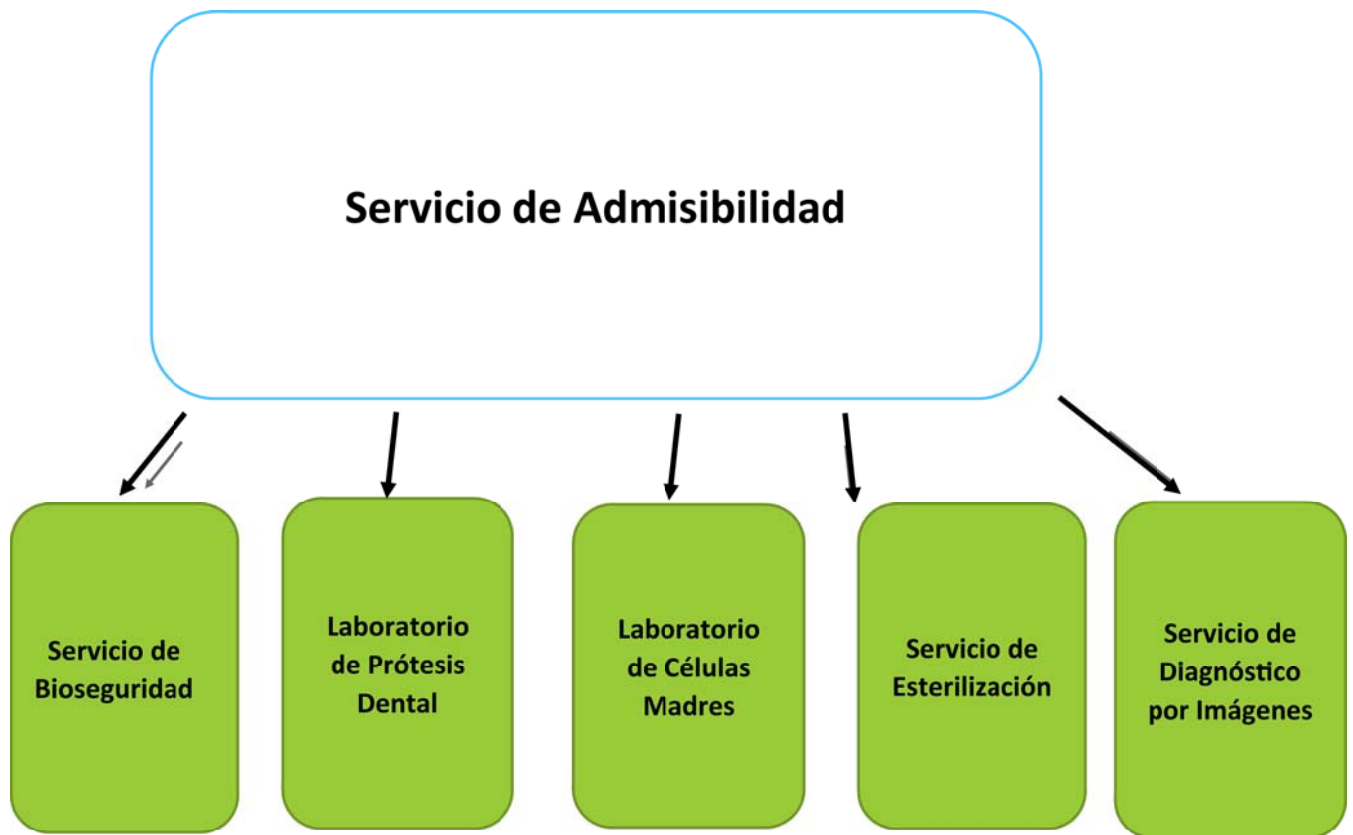 Servicio de Admisibilidad
Servicio de
Bioseguridad
Laboratorio
de Prótesis
Dental
Laboratorio
de Células
Madres
Servicio de
Esterilización
Servicio de
Diagnóstico
por Imágenes